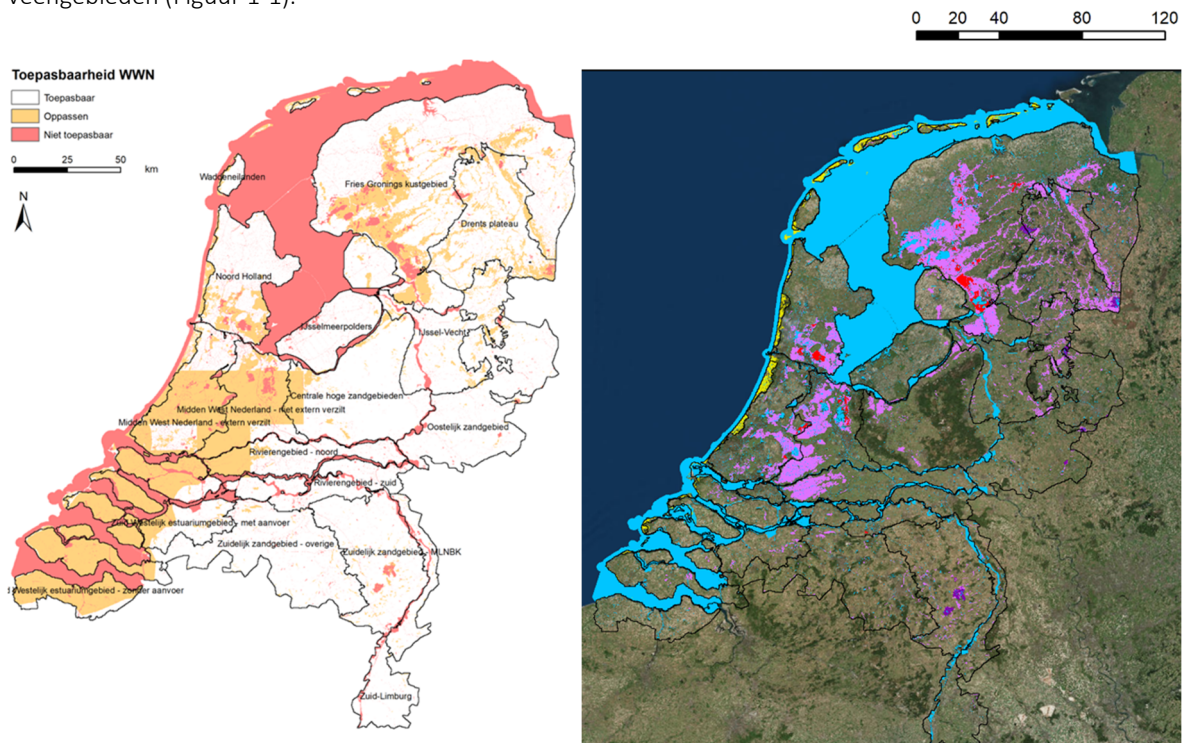 veengebieden (Figuur 1-1).
0 20 40 80 120
Toepasbaarheid WWN
Toepasbaar
Oppassen
Niet toepasbaar
0 25 50
km
N
Waddeneilanden
Fries Gronings kustgebied
Drents plateau
Noord Holland
IJsselmeerpolders
IJssel-Vecht
Centrale hoge zandgebieden
Midden West Nederland - niet extern verzilt
Midden West Nederland - extern verzilt
Oostelijk zandgebied
Rivierengebied - noord
Rivierengebied - zuid
Zuid-Westelijk estuariumgebied - met aanvoer
Zuidelijk zandgebied - overige
Zuidelijk zandgebied - MLNBK
Westelijk estuariumgebied - zonder aanvoer
Zuid-Limburg